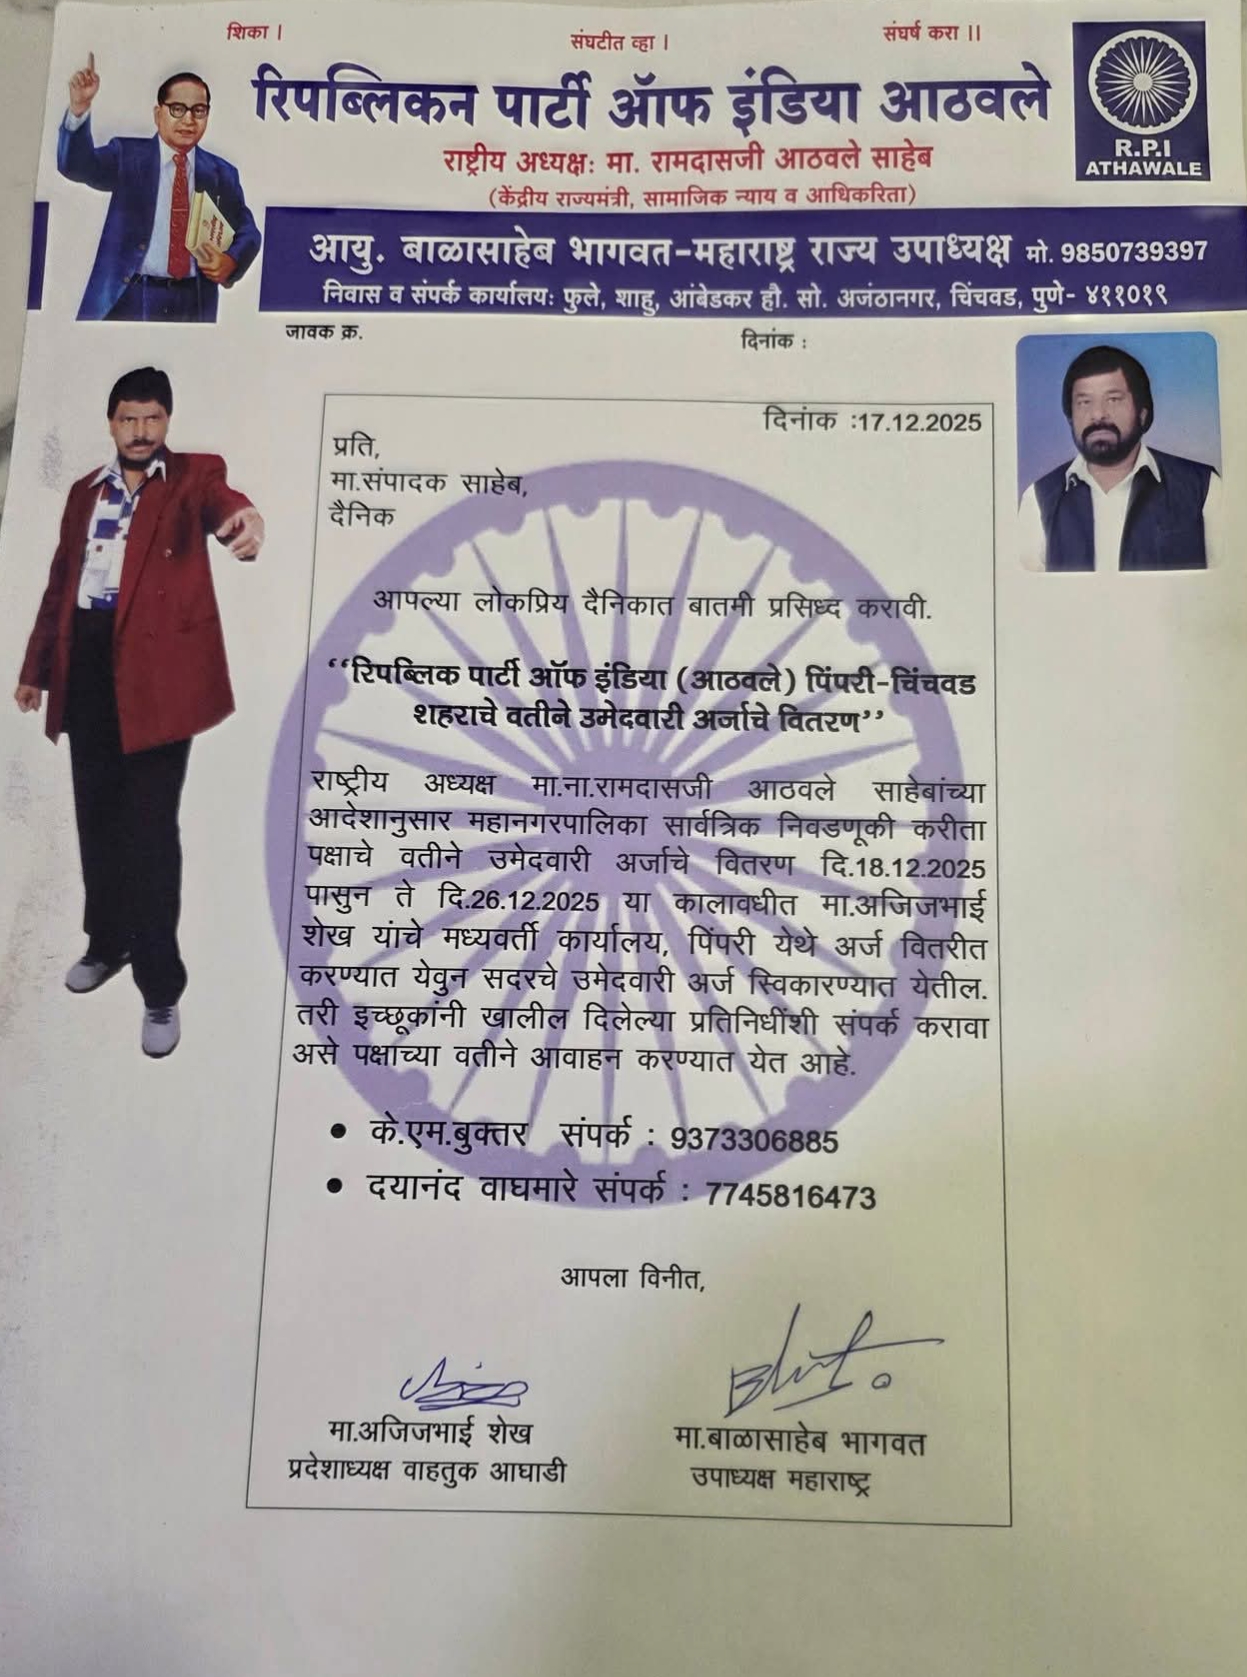 शिका । संघटीत व्हा । संघर्ष करा ।।
रिपब्लिकन पार्टी ऑफ इंडिया आठवले
राष्ट्रीय अध्यक्षः मा. रामदासजी आठवले साहेब
(केंद्रीय राज्यमंत्री, सामाजिक न्याय व आधिकरिता)
R.P.I
ATHAWALE
आयु. बाळासाहेब भागवत-महाराष्ट्र राज्य उपाध्यक्ष मो. 9850739397
निवास व संपर्क कार्यालयः फुले, शाहु, आंबेडकर हौ. सो. अजंठानगर, चिंचवड, पुणे- ४११०१९
जावक क्र. दिनांक :
दिनांक :17.12.2025
प्रति,
मा.संपादक साहेब,
दैनिक
आपल्या लोकप्रिय दैनिकात बातमी प्रसिध्द करावी.
‘‘रिपब्लिक पार्टी ऑफ इंडिया (आठवले) पिंपरी-चिंचवड
शहराचे वतीने उमेदवारी अर्जाचे वितरण’’
राष्ट्रीय अध्यक्ष मा.ना.रामदासजी आठवले साहेबांच्या
आदेशानुसार महानगरपालिका सार्वत्रिक निवडणूकी करीता
पक्षाचे वतीने उमेदवारी अर्जाचे वितरण दि.18.12.2025
पासुन ते दि.26.12.2025 या कालावधीत मा.अजिजभाई
शेख यांचे मध्यवर्ती कार्यालय, पिंपरी येथे अर्ज वितरीत
करण्यात येवुन सदरचे उमेदवारी अर्ज स्विकारण्यात येतील.
तरी इच्छूकांनी खालील दिलेल्या प्रतिनिधींशी संपर्क करावा
असे पक्षाच्या वतीने आवाहन करण्यात येत आहे.
• के.एम.बुक्तर संपर्क : 9373306885
• दयानंद वाघमारे संपर्क : 7745816473
आपला विनीत,
मा.अजिजभाई शेख मा.बाळासाहेब भागवत
प्रदेशाध्यक्ष वाहतुक आघाडी उपाध्यक्ष महाराष्ट्र